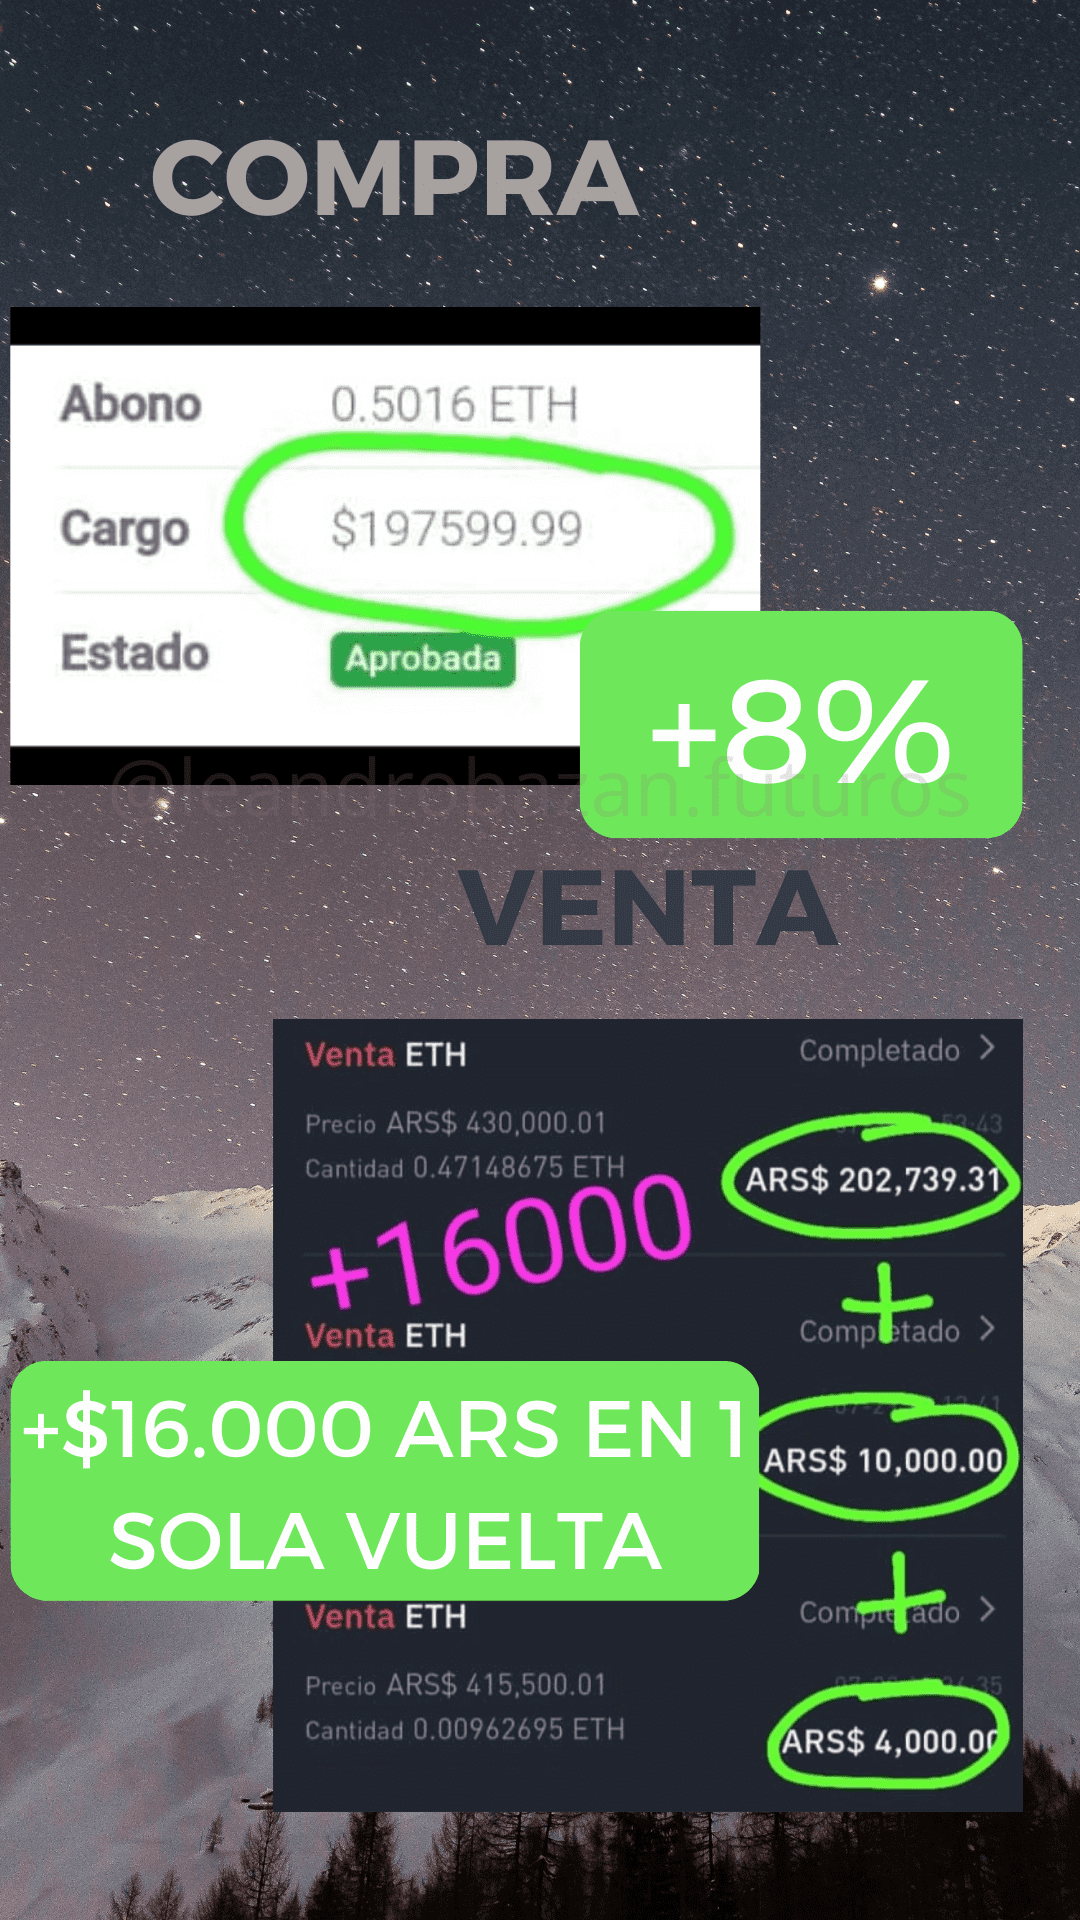 COMPRA
Abono 0.5016 ETH
Cargo $197599.99
Estado Aprobada
+8%
@leandrobazan.futuros
VENTA
Venta ETH Completado >
Precio ARS$ 430,000.01
Cantidad 0.47148675 ETH ARS$ 202,739.31
+16000
+
Venta ETH Completado >
+$16.000 ARS EN 1
ARS$ 10,000.00
SOLA VUELTA
+
Venta ETH Completado >
Precio ARS$ 415,500.01
Cantidad 0.00962695 ETH ARS$ 4,000.00